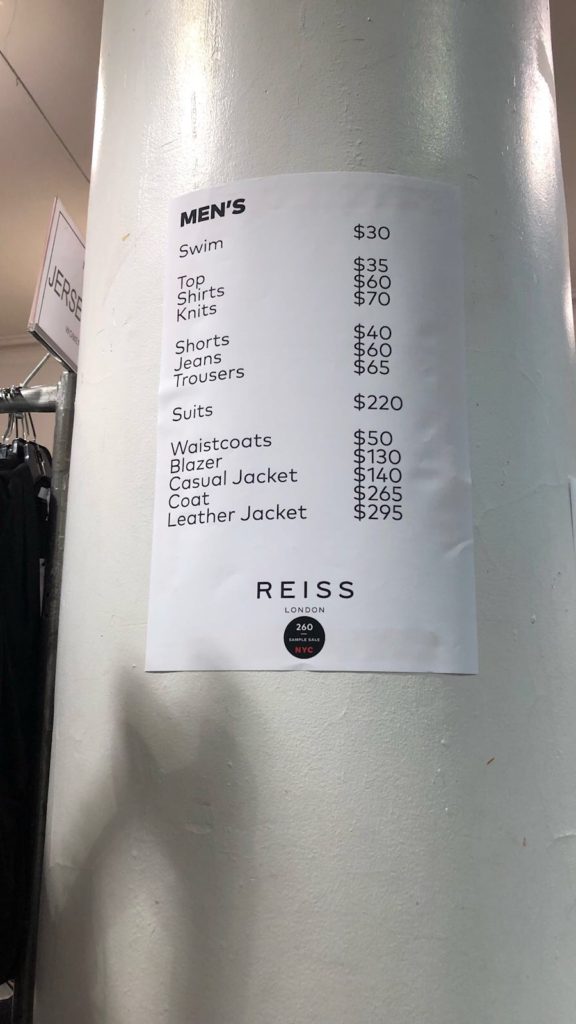 MEN'S
Swim $30
Top $35
Shirts $60
Knits $70
Shorts $40
Jeans $60
Trousers $65
Suits $220
Waistcoats $50
Blazer $130
Casual Jacket $140
Coat $265
Leather Jacket $295
REISS
LONDON
260
SAMPLE SALE
NYC
JERSE